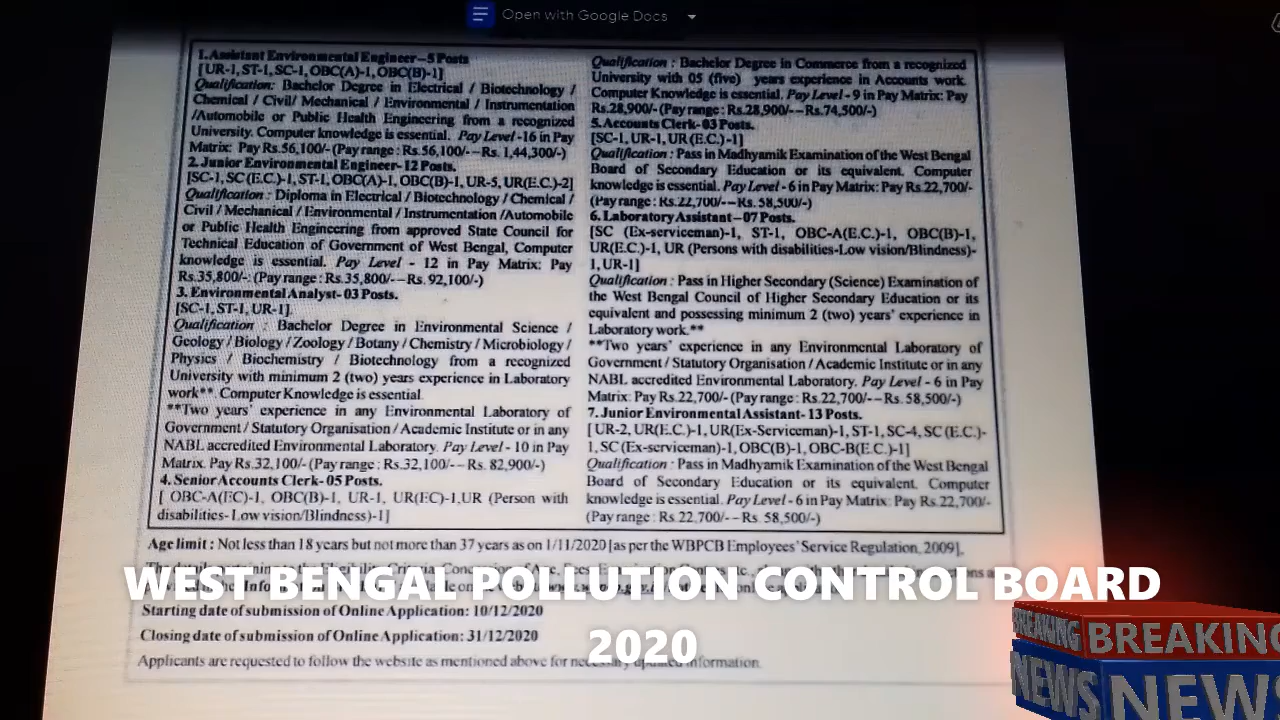 Open with Google Docs
1. Assistant Environmental Engineer-5 Posts
[UR-1, ST-1, SC-1, OBC(A)-1, OBC(B)-1]
Qualification: Bachelor Degree in Electrical / Biotechnology /
Chemical / Civil/ Mechanical / Environmental / Instrumentation
/Automobile or Public Health Engineering from a recognized
University. Computer knowledge is essential. Pay Level -16 in Pay
Matrix: Pay Rs.56,100/- (Pay range : Rs.56,100/-–Rs. 1,44,300/-)
2. Junior Environmental Engineer-12 Posts.
[SC-1, SC (E.C.)-1, ST-1, OBC(A)-1, OBC(B)-1, UR-5, UR(E.C.)-2]
Qualification : Diploma in Electrical / Biotechnology / Chemical /
Civil / Mechanical / Environmental / Instrumentation /Automobile
or Public Health Engineering from approved State Council for
Technical Education of Government of West Bengal, Computer
knowledge is essential. Pay Level - 12 in Pay Matrix: Pay
Rs.35,800/- (Pay range : Rs.35,800/-–Rs. 92,100/-)
3. Environmental Analyst-03 Posts.
[SC-1, ST-1, UR-1].
Qualification : Bachelor Degree in Environmental Science /
Geology / Biology / Zoology / Botany / Chemistry / Microbiology /
Physics / Biochemistry / Biotechnology from a recognized
University with minimum 2 (two) years experience in Laboratory
work**. Computer Knowledge is essential.
**Two years' experience in any Environmental Laboratory of
Government / Statutory Organisation / Academic Institute or in any
NABL accredited Environmental Laboratory. Pay Level - 10 in Pay
Matrix. Pay Rs.32,100/- (Pay range : Rs.32,100/-–Rs. 82,900/-)
4. Senior Accounts Clerk-05 Posts.
[ OBC-A(EC)-1, OBC(B)-1, UR-1, UR(EC)-1,UR (Person with
disabilities- Low vision/Blindness)-1]
Qualification : Bachelor Degree in Commerce from a recognized
University with 05 (five) years experience in Accounts work.
Computer Knowledge is essential. Pay Level - 9 in Pay Matrix: Pay
Rs.28,900/- (Pay range : Rs.28,900/-–Rs.74,500/-)
5. Accounts Clerk-03 Posts.
[SC-1, UR-1, UR (E.C.)-1]
Qualification : Pass in Madhyamik Examination of the West Bengal
Board of Secondary Education or its equivalent. Computer
knowledge is essential. Pay Level - 6 in Pay Matrix: Pay Rs.22,700/-
(Pay range : Rs.22,700/-–Rs. 58,500/-)
6. Laboratory Assistant–07 Posts.
[SC (Ex-serviceman)-1, ST-1, OBC-A(E.C.)-1, OBC(B)-1,
UR(E.C.)-1, UR (Persons with disabilities-Low vision/Blindness)-
1, UR-1]
Qualification : Pass in Higher Secondary (Science) Examination of
the West Bengal Council of Higher Secondary Education or its
equivalent and possessing minimum 2 (two) years' experience in
Laboratory work.**
**Two years' experience in any Environmental Laboratory of
Government / Statutory Organisation / Academic Institute or in any
NABL accredited Environmental Laboratory. Pay Level - 6 in Pay
Matrix: Pay Rs.22,700/- (Pay range : Rs.22,700/-–Rs. 58,500/-)
7. Junior Environmental Assistant- 13 Posts.
[ UR-2, UR(E.C.)-1, UR(Ex-Serviceman)-1, ST-1, SC-4, SC (E.C.)-
1, SC (Ex-serviceman)-1, OBC(B)-1, OBC-B(E.C.)-1]
Qualification : Pass in Madhyamik Examination of the West Bengal
Board of Secondary Education or its equivalent. Computer
knowledge is essential. Pay Level - 6 in Pay Matrix: Pay Rs.22,700/-
(Pay range : Rs.22,700/-–Rs. 58,500/-)
Age limit : Not less than 18 years but not more than 37 years as on 1/11/2020 [as per the WBPCB Employees' Service Regulation, 2009].
WEST BENGAL POLLUTION CONTROL BOARD
2020
Starting date of submission of Online Application: 10/12/2020
Closing date of submission of Online Application: 31/12/2020
Applicants are requested to follow the website as mentioned above for information.
BREAKING BREAKING
NEWS NEWS